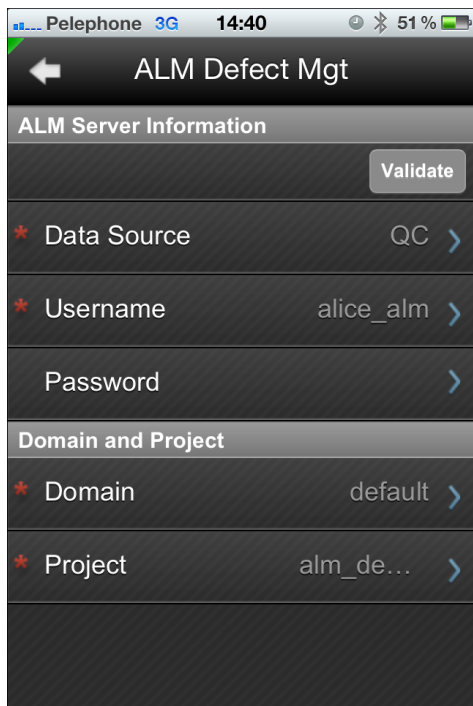 Pelephone 3G 14:40 51%
ALM Defect Mgt
ALM Server Information
Validate
* Data Source QC
* Username alice_alm
Password
Domain and Project
* Domain default
* Project alm_de...